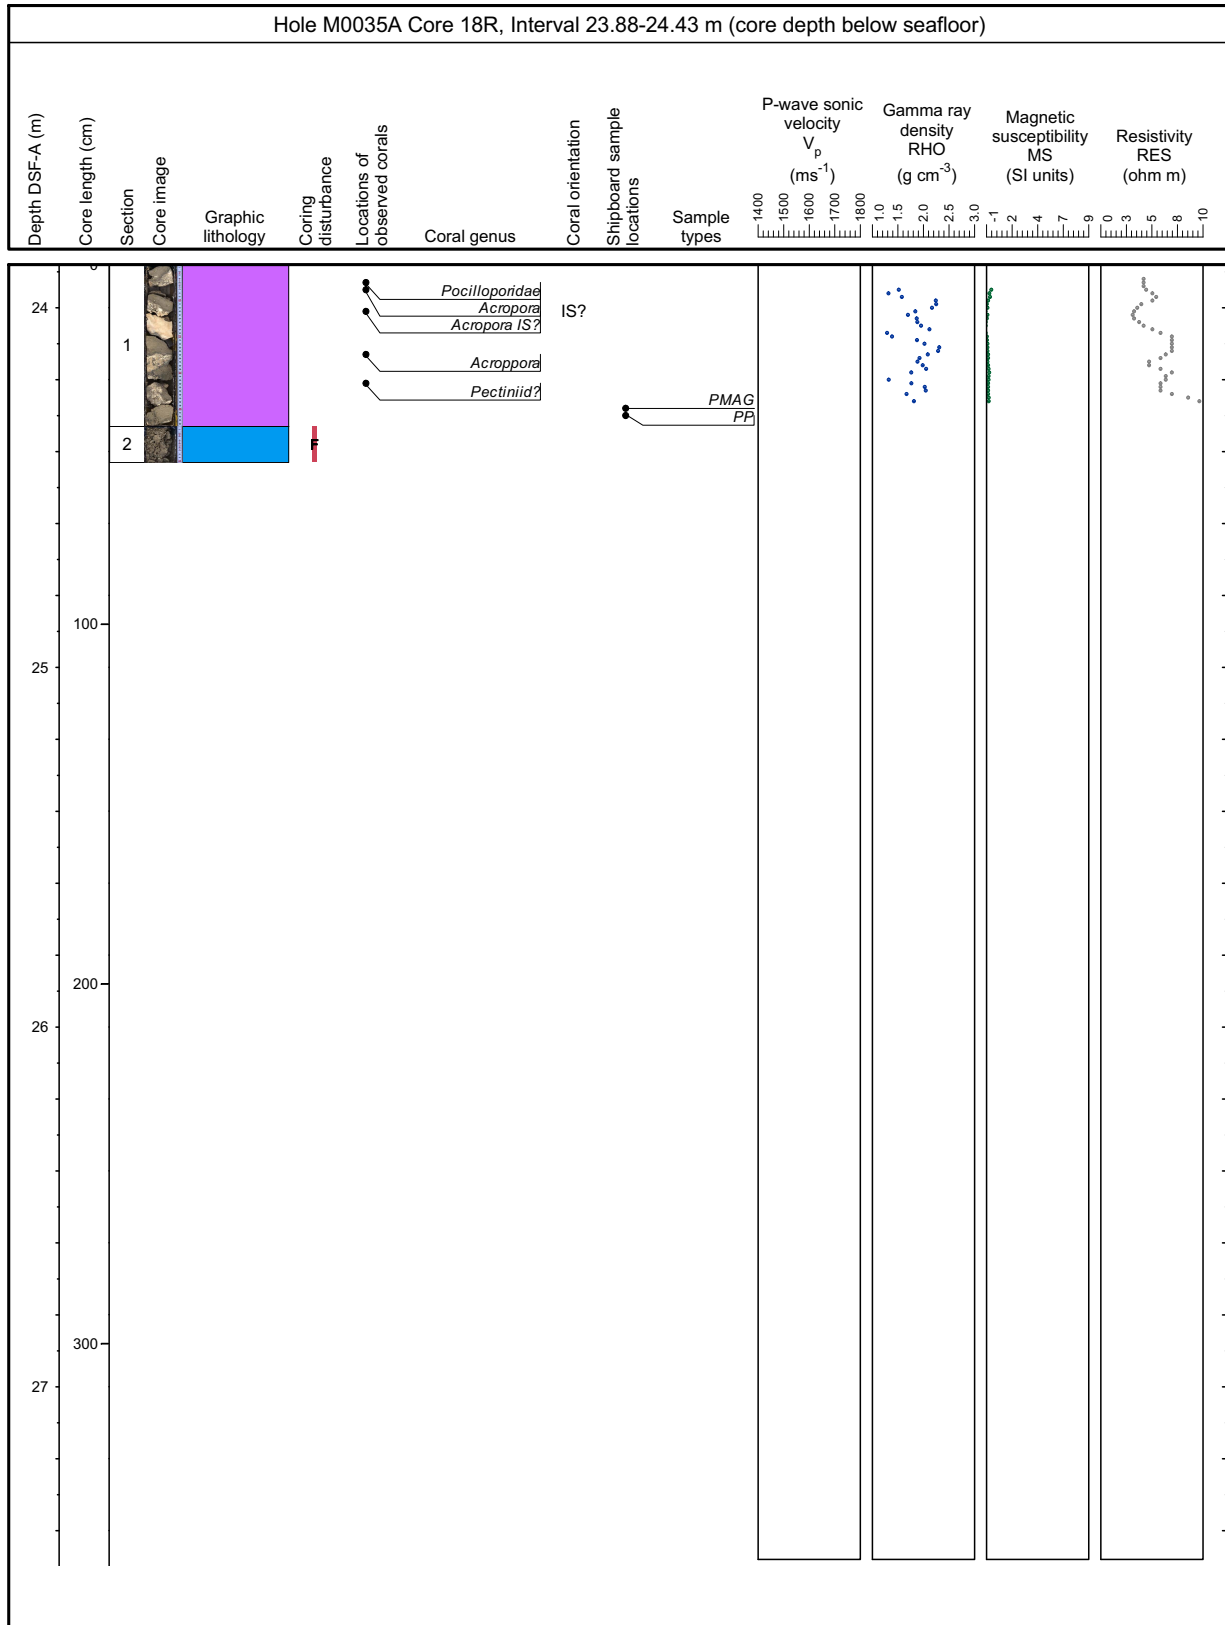 Hole M0035A Core 18R, Interval 23.88-24.43 m (core depth below seafloor)
Depth DSF-A (m)
Core length (cm)
Section
Core image
Graphic
lithology
Coring
disturbance
Locations of
observed corals
Coral genus
Coral orientation
Shipboard sample
locations
Sample
types
P-wave sonic
velocity
Vp
(ms-1)
1400 1500 1600 1700 1800
Gamma ray
density
RHO
(g cm-3)
1.0 1.5 2.0 2.5 3.0
Magnetic
susceptibility
MS
(SI units)
-1 2 4 7 9
Resistivity
RES
(ohm m)
0 3 5 8 10
0
24
1
Pocilloporidae
Acropora
IS?
Acropora IS?
Acroppora
Pectiniid?
PMAG
PP
2
F
100
25
200
26
300
27